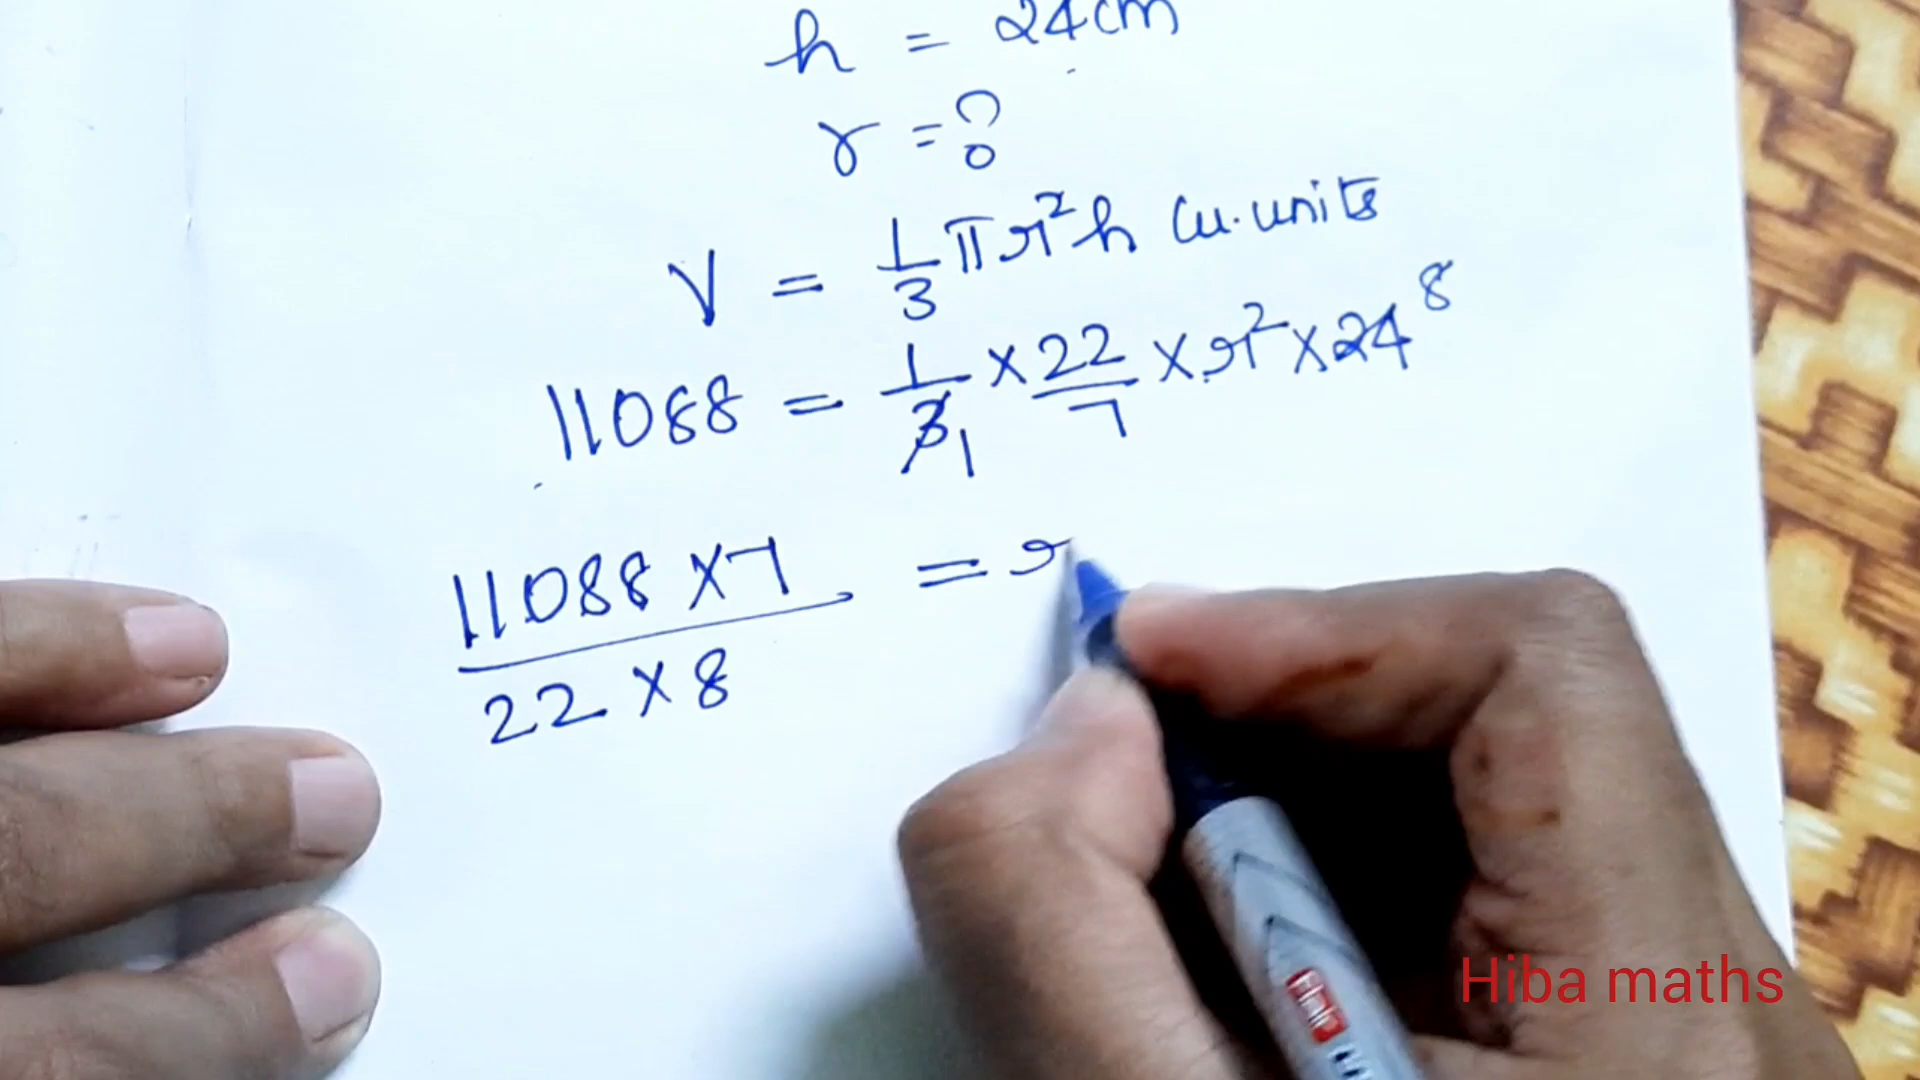 h = 24cm
r = ?
V = 1/3 πr²h cu.units
11088 = 1/3 1 × 22/7 × r² × 24 8
11088 × 7 / 22 × 8 = r
Hiba maths